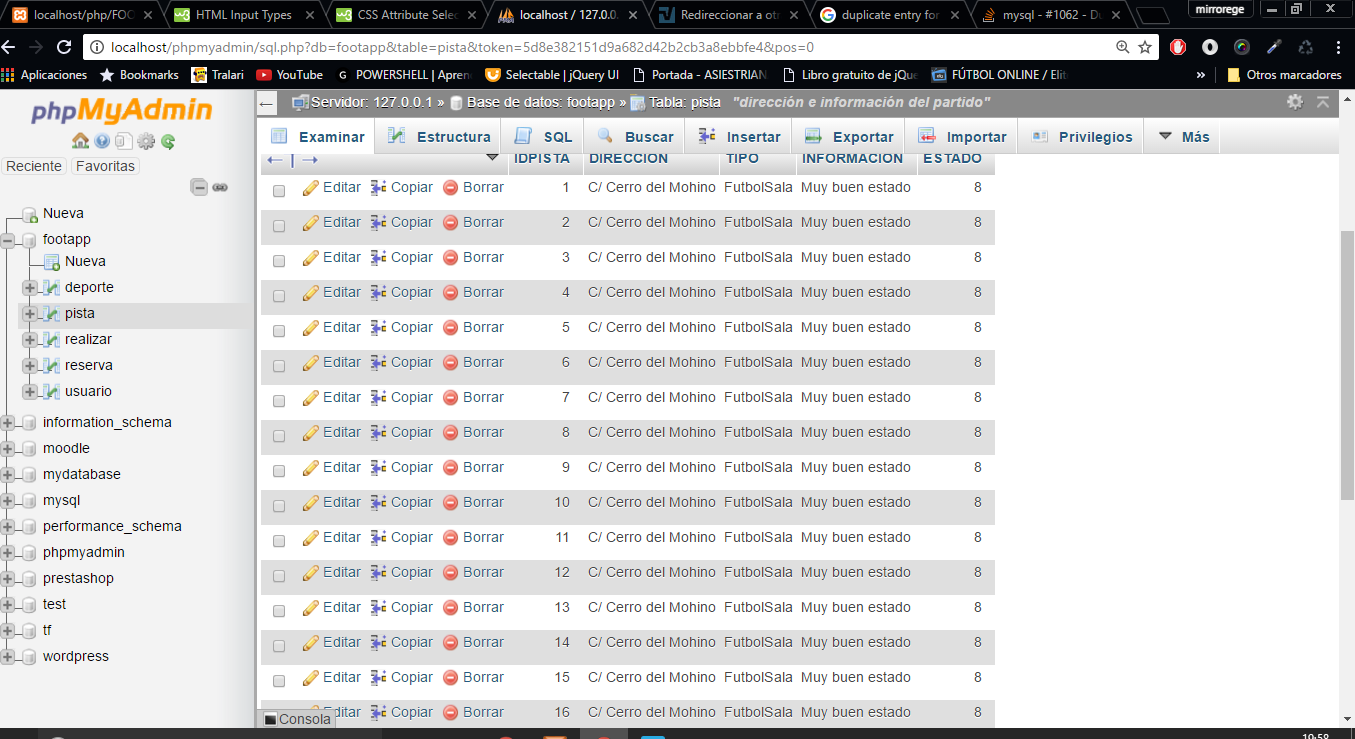 localhost/php/FOO
HTML Input Types
CSS Attribute Selec
localhost / 127.0.0.
Redireccionar a otr
duplicate entry for
mysql - #1062 - Du
mirrorege
localhost/phpmyadmin/sql.php?db=footapp&table=pista&token=5d8e382151d9a682d42b2cb3a8ebbfe4&pos=0
Aplicaciones
Bookmarks
Tralari
YouTube
G POWERSHELL | Apren
Selectable | jQuery UI
Portada - ASIESTRIAN
Libro gratuito de jQue
FÚTBOL ONLINE / Elit
»
Otros marcadores
phpMyAdmin
Reciente
Favoritas
Nueva
footapp
Nueva
deporte
pista
realizar
reserva
usuario
information_schema
moodle
mydatabase
mysql
performance_schema
phpmyadmin
prestashop
test
tf
wordpress
Servidor: 127.0.0.1 » Base de datos: footapp » Tabla: pista "dirección e información del partido"
Examinar Estructura SQL Buscar Insertar Exportar Importar Privilegios Más
IDPISTA DIRECCION TIPO INFORMACION ESTADO
Editar Copiar Borrar 1 C/ Cerro del Mohino FutbolSala Muy buen estado 8
Editar Copiar Borrar 2 C/ Cerro del Mohino FutbolSala Muy buen estado 8
Editar Copiar Borrar 3 C/ Cerro del Mohino FutbolSala Muy buen estado 8
Editar Copiar Borrar 4 C/ Cerro del Mohino FutbolSala Muy buen estado 8
Editar Copiar Borrar 5 C/ Cerro del Mohino FutbolSala Muy buen estado 8
Editar Copiar Borrar 6 C/ Cerro del Mohino FutbolSala Muy buen estado 8
Editar Copiar Borrar 7 C/ Cerro del Mohino FutbolSala Muy buen estado 8
Editar Copiar Borrar 8 C/ Cerro del Mohino FutbolSala Muy buen estado 8
Editar Copiar Borrar 9 C/ Cerro del Mohino FutbolSala Muy buen estado 8
Editar Copiar Borrar 10 C/ Cerro del Mohino FutbolSala Muy buen estado 8
Editar Copiar Borrar 11 C/ Cerro del Mohino FutbolSala Muy buen estado 8
Editar Copiar Borrar 12 C/ Cerro del Mohino FutbolSala Muy buen estado 8
Editar Copiar Borrar 13 C/ Cerro del Mohino FutbolSala Muy buen estado 8
Editar Copiar Borrar 14 C/ Cerro del Mohino FutbolSala Muy buen estado 8
Editar Copiar Borrar 15 C/ Cerro del Mohino FutbolSala Muy buen estado 8
Editar Copiar Borrar 16 C/ Cerro del Mohino FutbolSala Muy buen estado 8
Consola